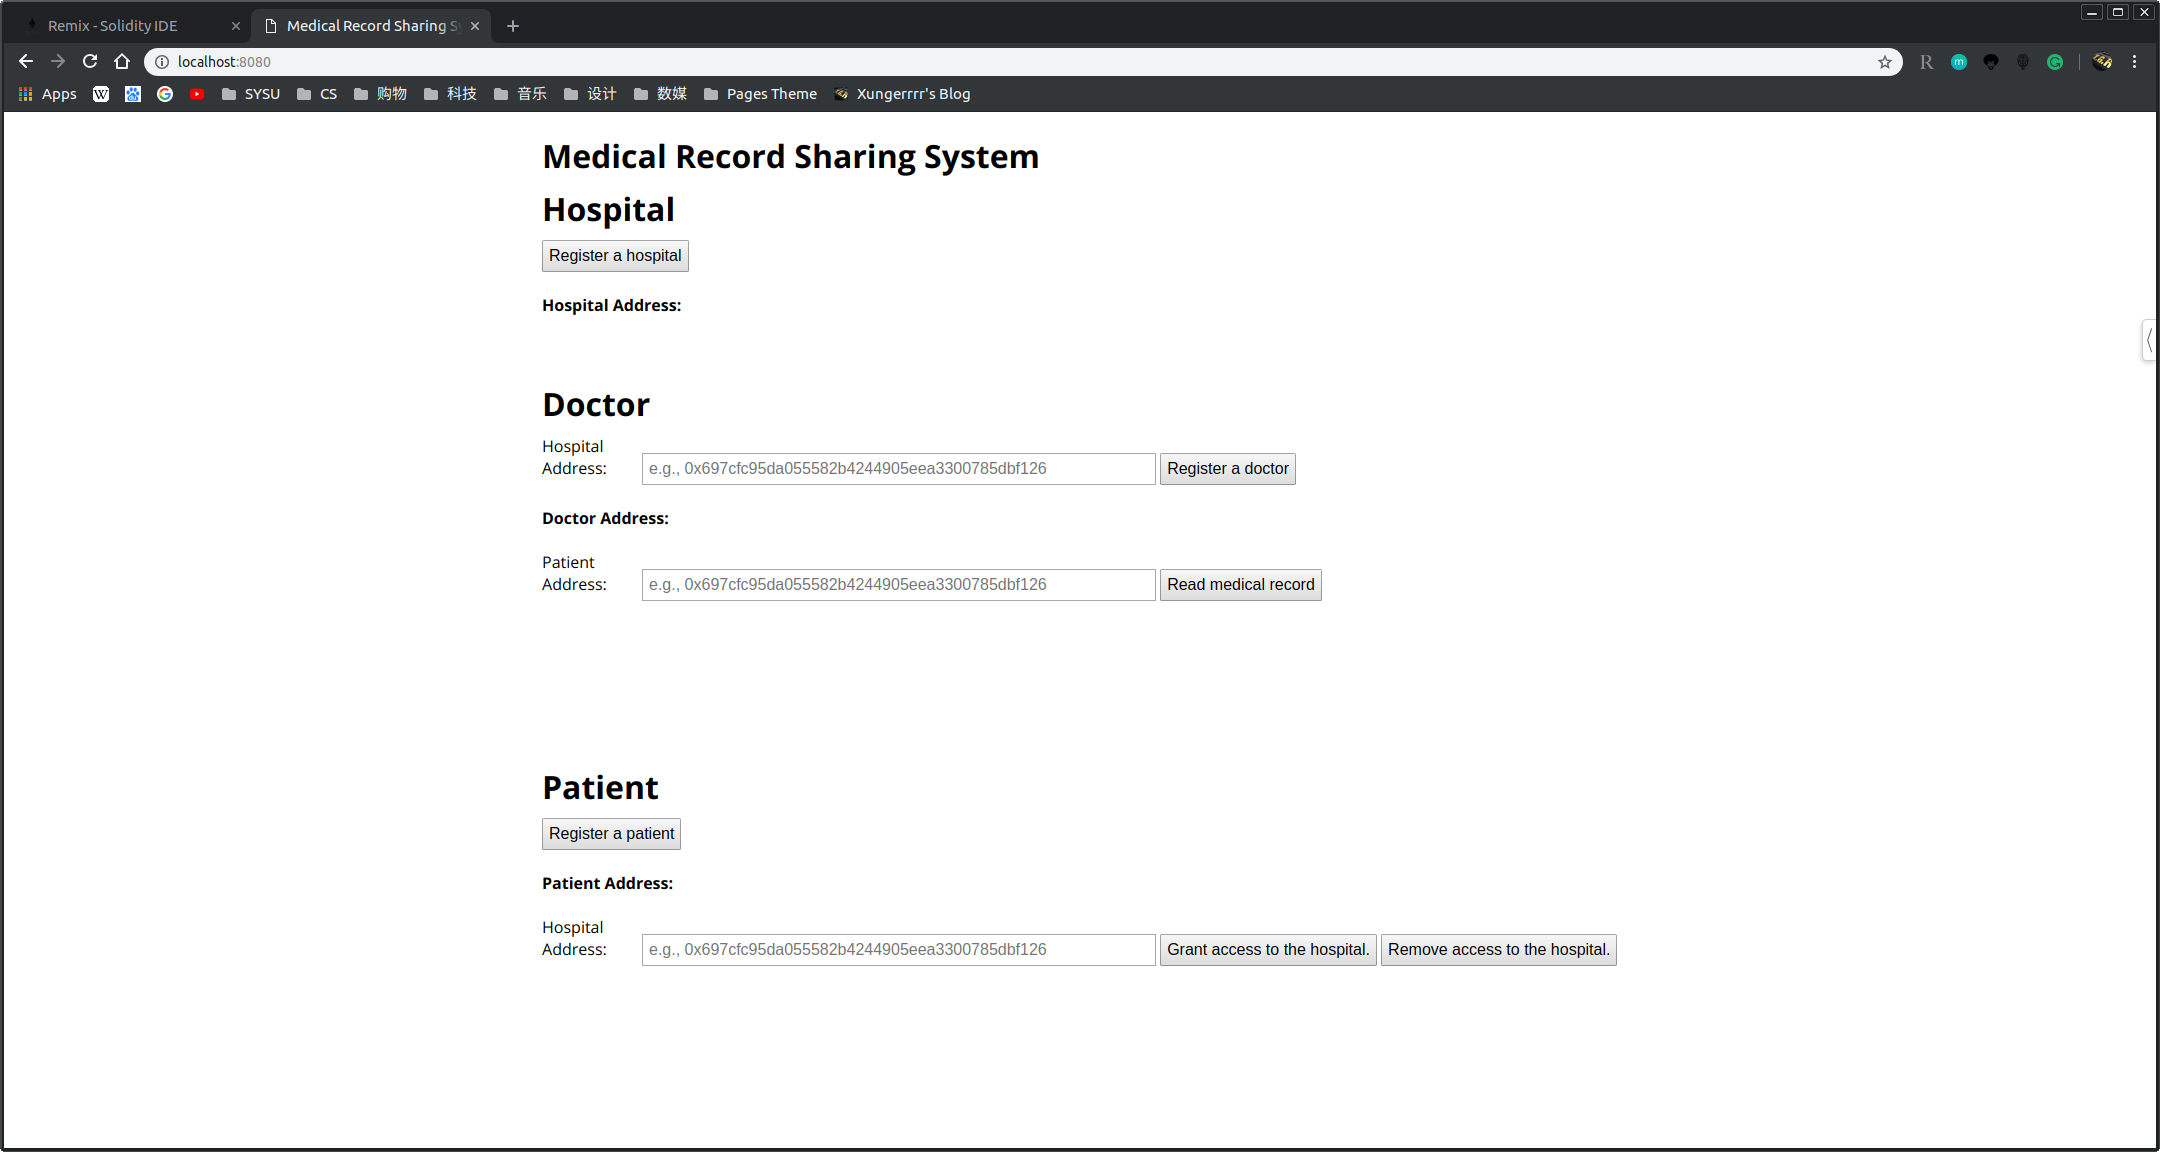 Remix - Solidity IDE
Medical Record Sharing Sy
localhost:8080
R
m
Apps
W
SYSU
CS
购物
科技
音乐
设计
数媒
Pages Theme
Xungerrrr's Blog
Medical Record Sharing System
Hospital
Register a hospital
Hospital Address:
Doctor
Hospital
Address:
e.g., 0x697cfc95da055582b4244905eea3300785dbf126
Register a doctor
Doctor Address:
Patient
Address:
e.g., 0x697cfc95da055582b4244905eea3300785dbf126
Read medical record
Patient
Register a patient
Patient Address:
Hospital
Address:
e.g., 0x697cfc95da055582b4244905eea3300785dbf126
Grant access to the hospital.
Remove access to the hospital.